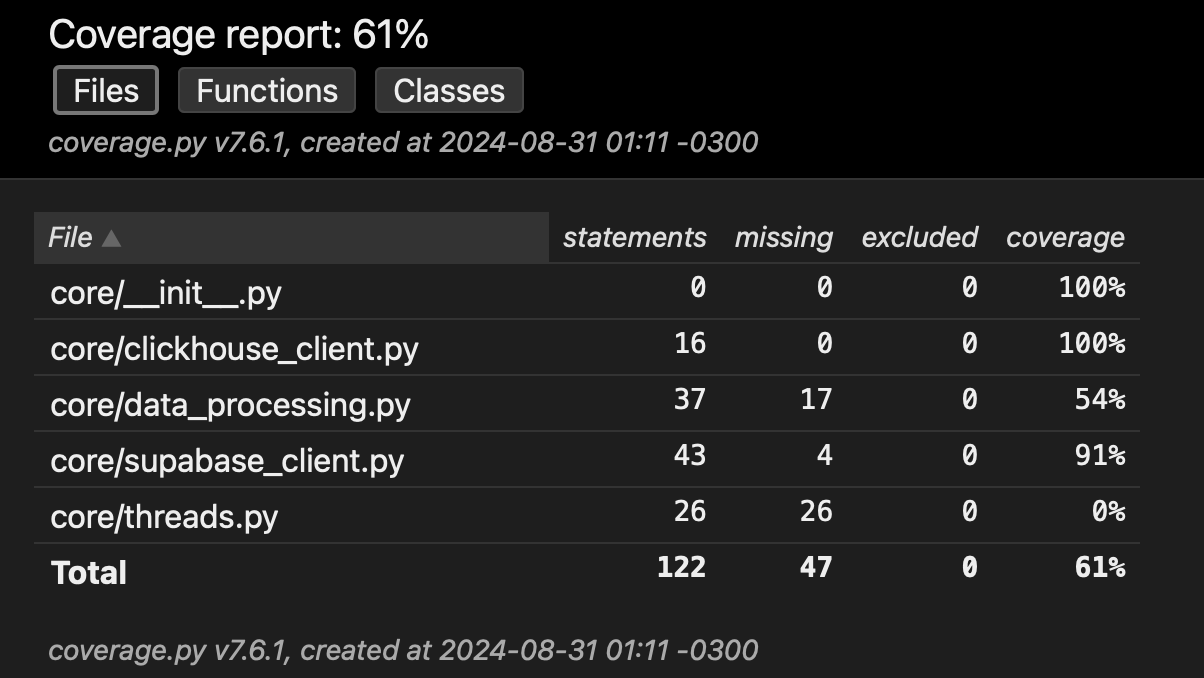 Coverage report: 61%
Files Functions Classes
coverage.py v7.6.1, created at 2024-08-31 01:11 -0300
File ▲ statements missing excluded coverage
core/__init__.py 0 0 0 100%
core/clickhouse_client.py 16 0 0 100%
core/data_processing.py 37 17 0 54%
core/supabase_client.py 43 4 0 91%
core/threads.py 26 26 0 0%
Total 122 47 0 61%
coverage.py v7.6.1, created at 2024-08-31 01:11 -0300